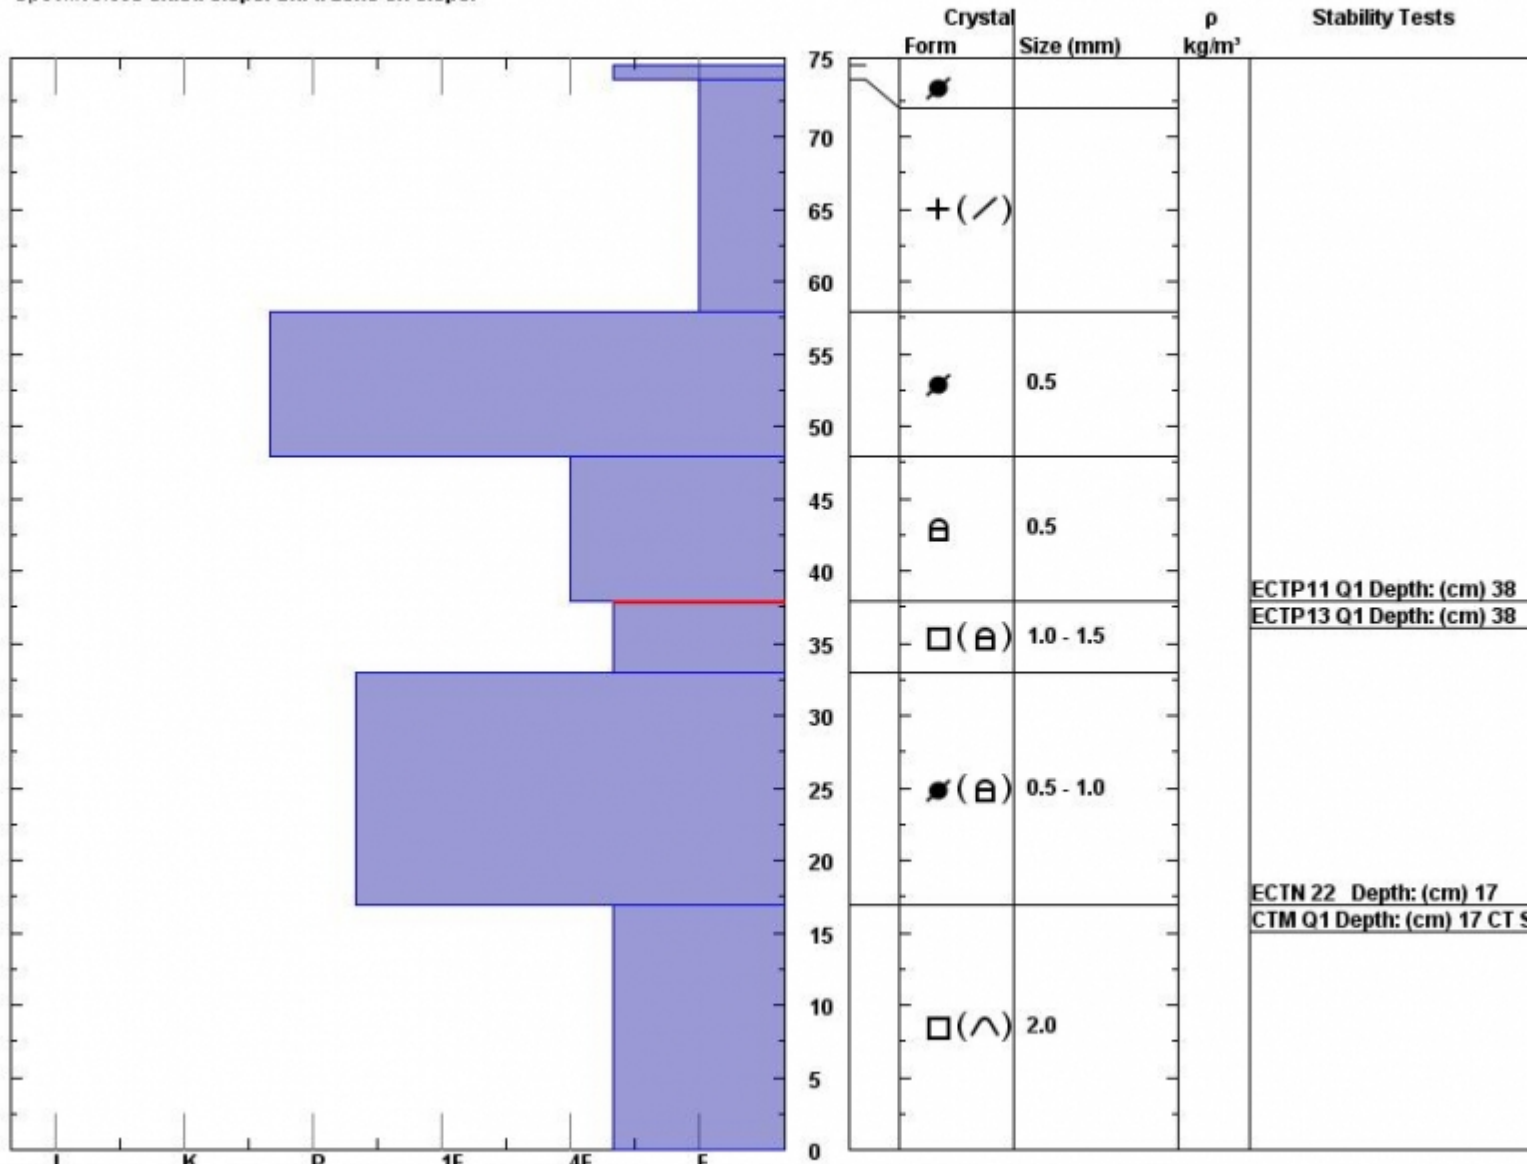 Crystal ρ Stability Tests
Form Size (mm) kg/m³
75
70
65
60
55
0.5
50
45
0.5
40
ECTP11 Q1 Depth: (cm) 38
ECTP13 Q1 Depth: (cm) 38
35
1.0 - 1.5
30
25
0.5 - 1.0
20
ECTN 22 Depth: (cm) 17
CTM Q1 Depth: (cm) 17 CT S
15
10
2.0
5
0
I K P 1F 4F F